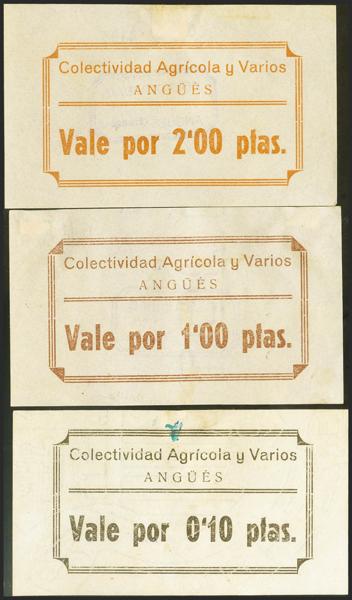 Colectividad Agrícola y Varios
ANGÜÉS
Vale por 2'00 ptas.
Colectividad Agrícola y Varios
ANGÜÉS
Vale por 1'00 ptas.
Colectividad Agrícola y Varios
ANGÜÉS
Vale por 0'10 ptas.